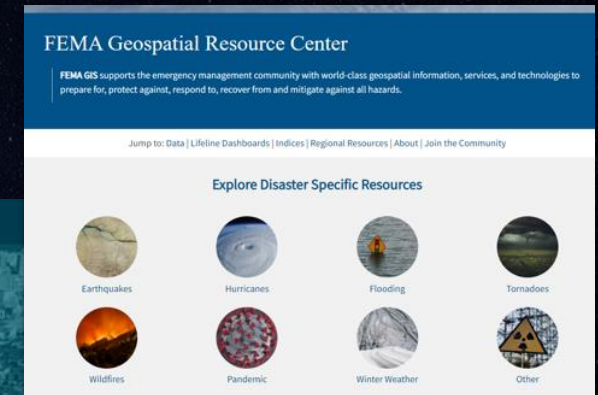 FEMA Geospatial Resource Center
FEMA GIS supports the emergency management community with world-class geospatial information, services, and technologies to
prepare for, protect against, respond to, recover from and mitigate against all hazards.
Jump to: Data | Lifeline Dashboards | Indices | Regional Resources | About | Join the Community
Explore Disaster Specific Resources
Earthquakes
Hurricanes
Flooding
Tornadoes
Wildfires
Pandemic
Winter Weather
Other